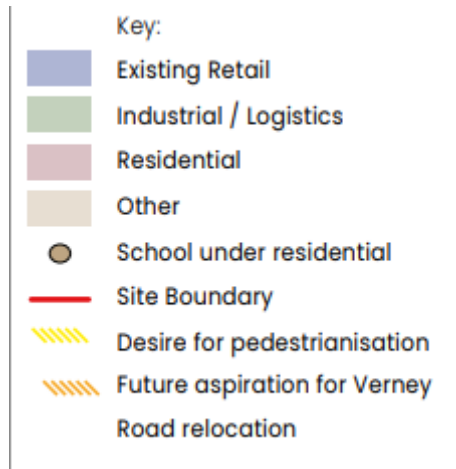 Key:
Existing Retail
Industrial / Logistics
Residential
Other
School under residential
Site Boundary
Desire for pedestrianisation
Future aspiration for Verney
Road relocation